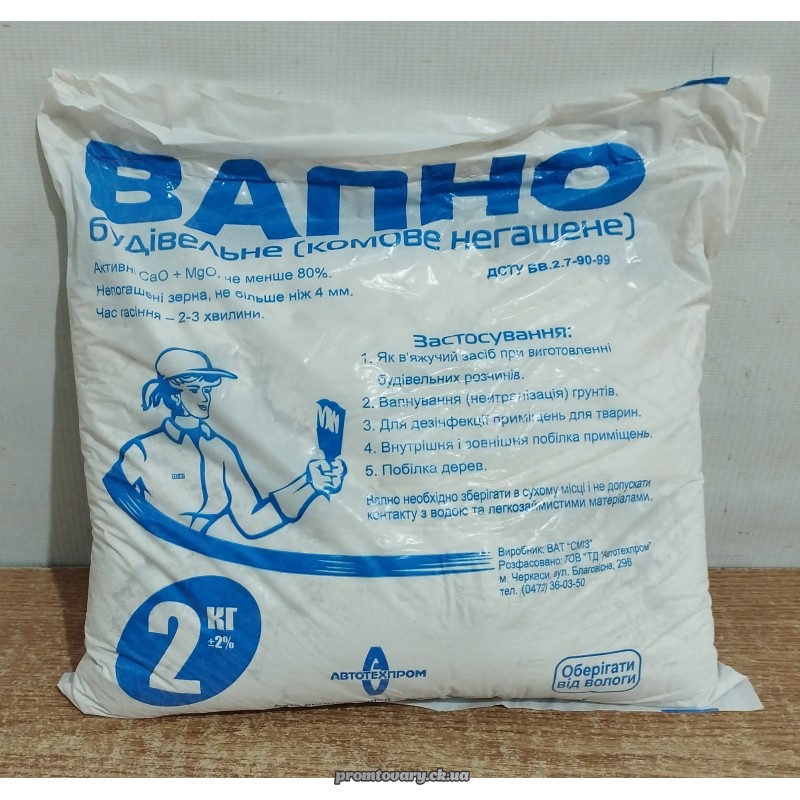 ВАПНО
будівельне (комове негашене)
ДСТУ БВ.2.7-90-99
Активні CaO + MgO, не менше 80%.
Непогашені зерна, не більше ніж 4 мм.
Час гасіння – 2-3 хвилини.
Застосування:
1. Як в'яжучий засіб при виготовленні
будівельних розчинів.
2. Вапнування (нейтралізація) грунтів.
3. Для дезінфекції приміщень для тварин.
4. Внутрішня і зовнішня побілка приміщень.
5. Побілка дерев.
Вапно необхідно зберігати в сухому місці і не допускати
контакту з водою та легкозаймистими матеріалами.
Виробник: ВАТ "СМІЗ"
Розфасовано: ТОВ "ТД "Автотехпром"
м. Черкаси, вул. Благовісна, 296
тел. (0472) 36-03-50
2 кг
±2%
АВТОТЕХПРОМ
Оберігати
від вологи
promtovary.ck.ua